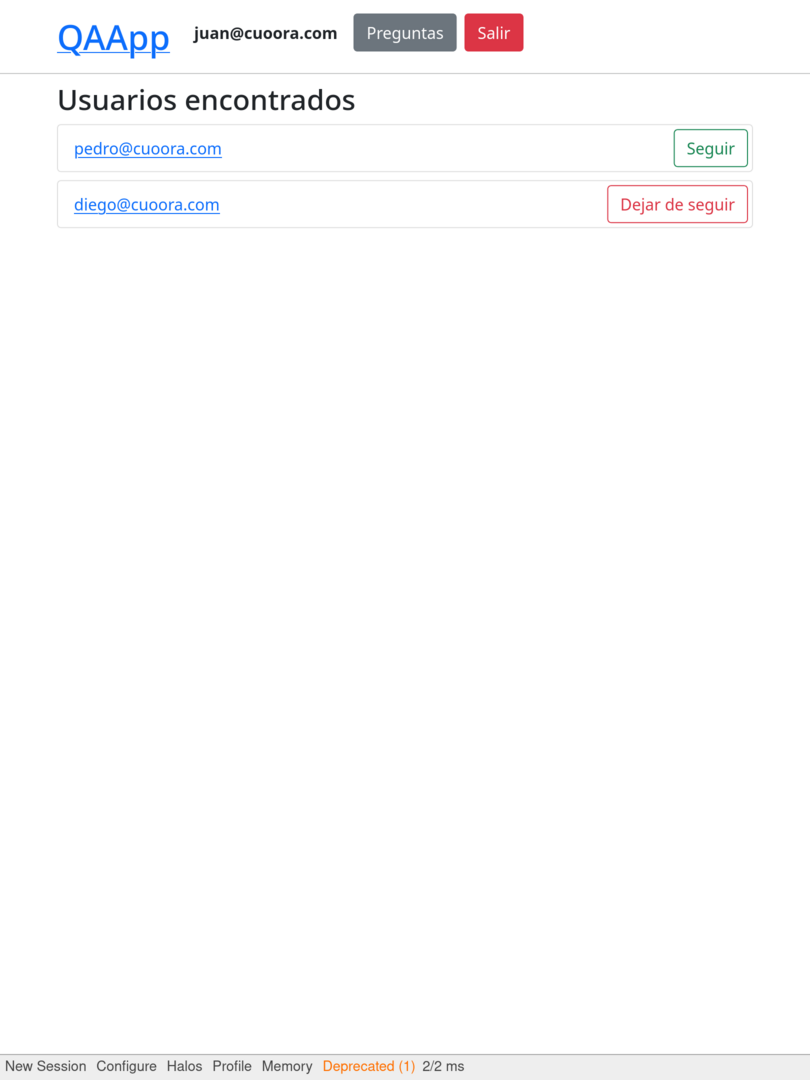 QAApp juan@cuoora.com Preguntas Salir
Usuarios encontrados
pedro@cuoora.com Seguir
diego@cuoora.com Dejar de seguir
New Session Configure Halos Profile Memory Deprecated (1) 2/2 ms